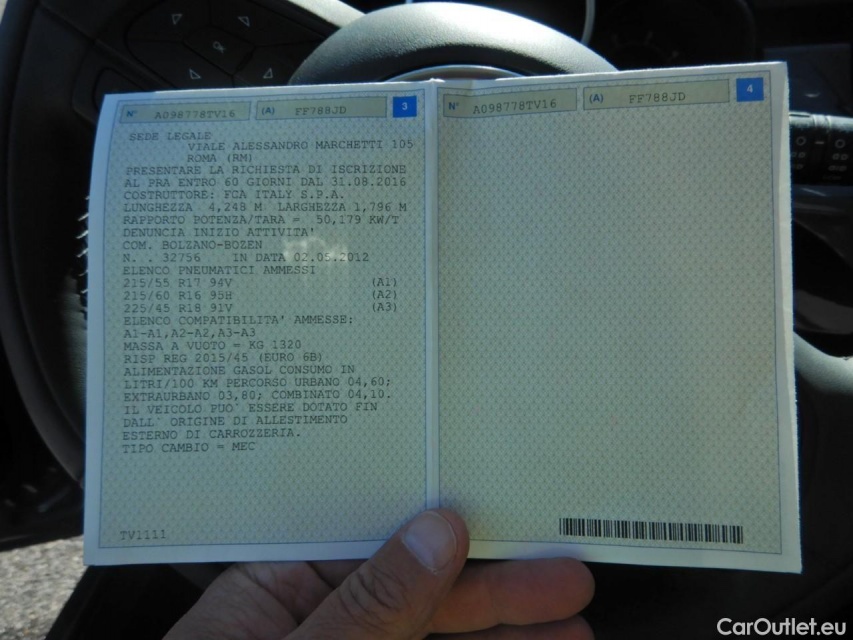 N° A098778TV16 (A) FF788JD 3
SEDE LEGALE
VIALE ALESSANDRO MARCHETTI 105
ROMA (RM)
PRESENTARE LA RICHIESTA DI ISCRIZIONE
AL PRA ENTRO 60 GIORNI DAL 31.08.2016
COSTRUTTORE: FCA ITALY S.P.A.
LUNGHEZZA 4,248 M LARGHEZZA 1,796 M
RAPPORTO POTENZA/TARA = 50,179 KW/T
DENUNCIA INIZIO ATTIVITA'
COM. BOLZANO-BOZEN
N. . 32756 IN DATA 02.05.2012
ELENCO PNEUMATICI AMMESSI
215/55 R17 94V (A1)
215/60 R16 95H (A2)
225/45 R18 91V (A3)
ELENCO COMPATIBILITA' AMMESSE:
A1-A1,A2-A2,A3-A3
MASSA A VUOTO = KG 1320
RISP REG 2015/45 (EURO 6B)
ALIMENTAZIONE GASOL CONSUMO IN
LITRI/100 KM PERCORSO URBANO 04,60;
EXTRAURBANO 03,80; COMBINATO 04,10.
IL VEICOLO PUO' ESSERE DOTATO FIN
DALL' ORIGINE DI ALLESTIMENTO
ESTERNO DI CARROZZERIA.
TIPO CAMBIO = MEC
TV1111
N° A098778TV16 (A) FF788JD 4
CarOutlet.eu